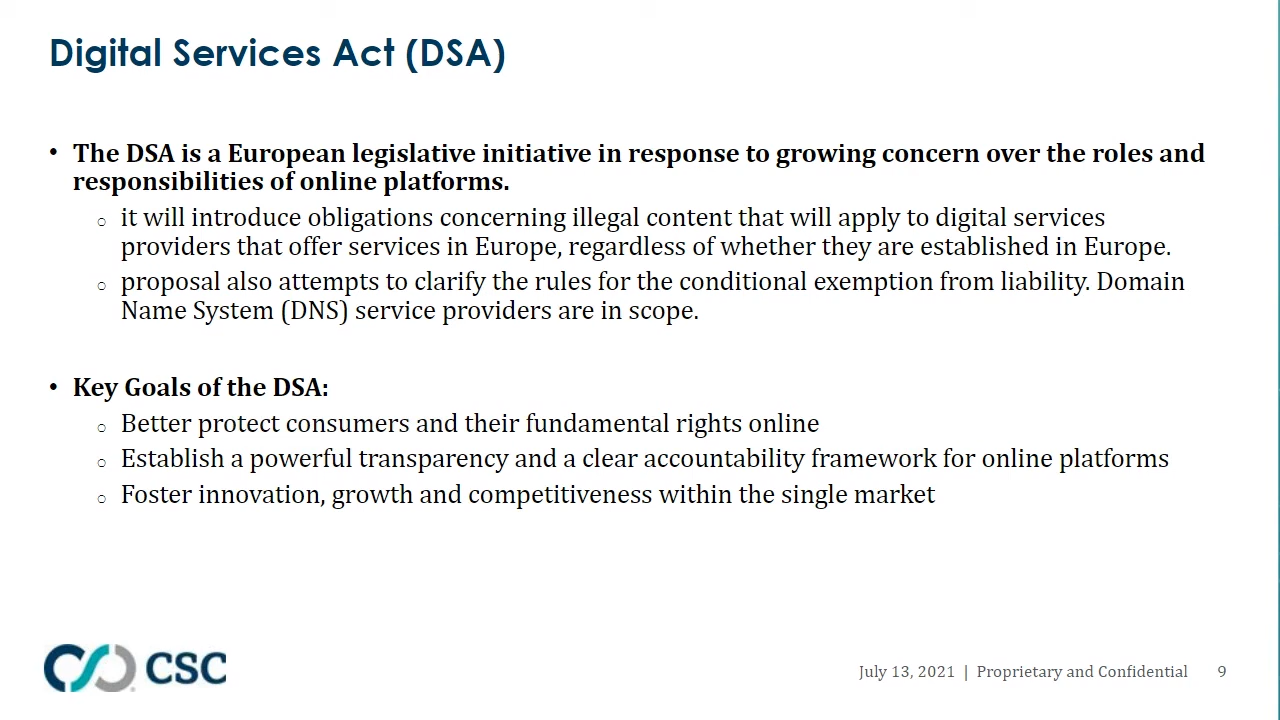 Digital Services Act (DSA)
• The DSA is a European legislative initiative in response to growing concern over the roles and
responsibilities of online platforms.
○ it will introduce obligations concerning illegal content that will apply to digital services
providers that offer services in Europe, regardless of whether they are established in Europe.
○ proposal also attempts to clarify the rules for the conditional exemption from liability. Domain
Name System (DNS) service providers are in scope.
• Key Goals of the DSA:
○ Better protect consumers and their fundamental rights online
○ Establish a powerful transparency and a clear accountability framework for online platforms
○ Foster innovation, growth and competitiveness within the single market
CSC
July 13, 2021 | Proprietary and Confidential 9